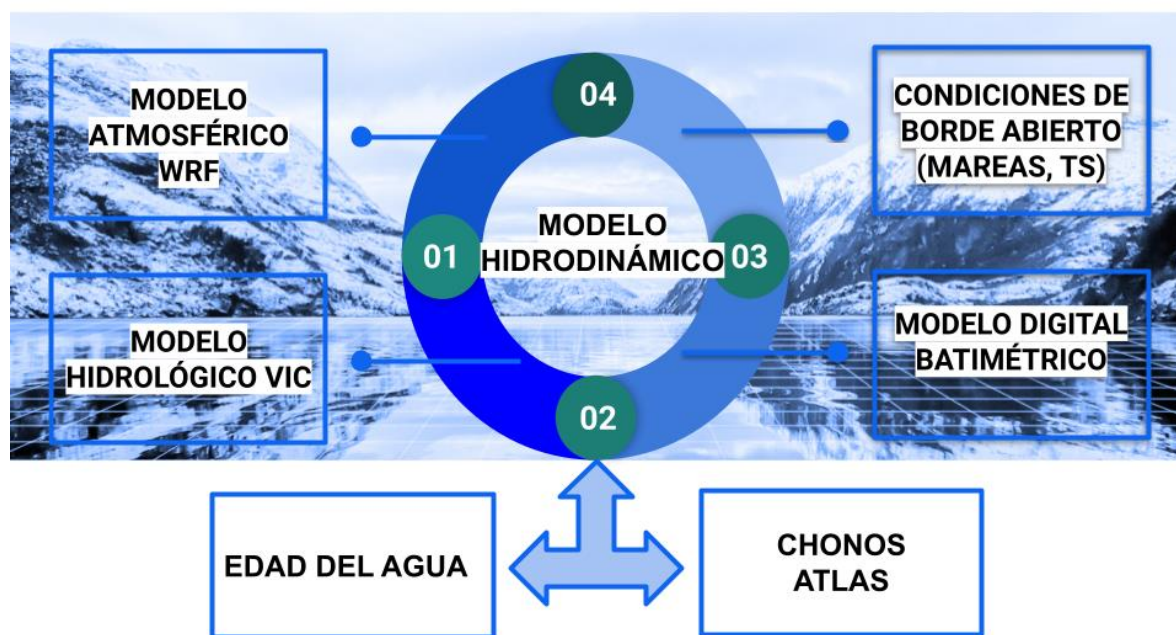 MODELO
ATMOSFÉRICO
WRF
04
CONDICIONES DE
BORDE ABIERTO
(MAREAS, TS)
01
MODELO
HIDRODINÁMICO
03
MODELO
HIDROLÓGICO VIC
MODELO DIGITAL
BATIMÉTRICO
02
EDAD DEL AGUA
CHONOS
ATLAS